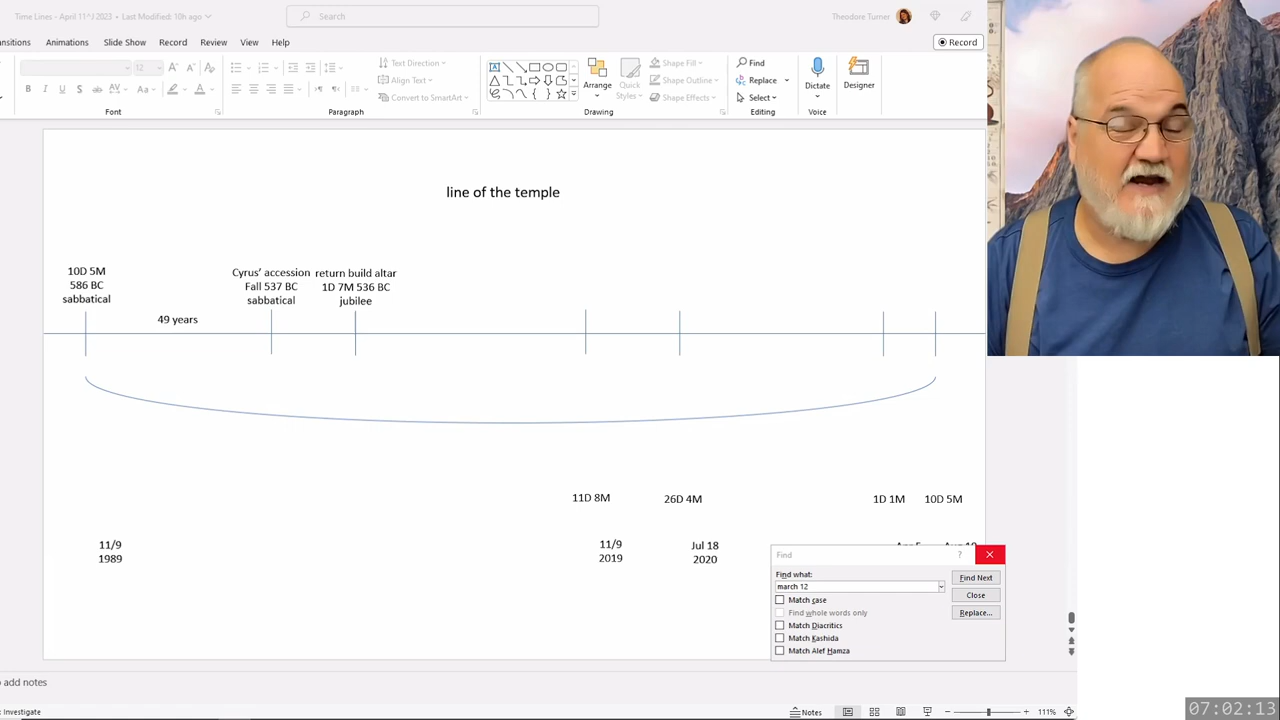 Time Lines - April 11^J 2023 • Last Modified: 10h ago
Search
Theodore Turner
nsitions Animations Slide Show Record Review View Help
Record
12
Text Direction
Align Text
Convert to SmartArt
Arrange
Quick
Styles
Shape Fill
Shape Outline
Shape Effects
Find
Replace
Select
Dictate
Designer
Font
Paragraph
Drawing
Editing
Voice
line of the temple
10D 5M
586 BC
sabbatical
Cyrus’ accession
Fall 537 BC
sabbatical
return build altar
1D 7M 536 BC
jubilee
49 years
11D 8M
26D 4M
1D 1M
10D 5M
11/9
1989
11/9
2019
Jul 18
2020
Find
?
Find what:
march 12
Find Next
Match case
Close
Find whole words only
Replace...
Match Diacritics
Match Kashida
Match Alef Hamza
o add notes
: Investigate
Notes
111%
07:02:13